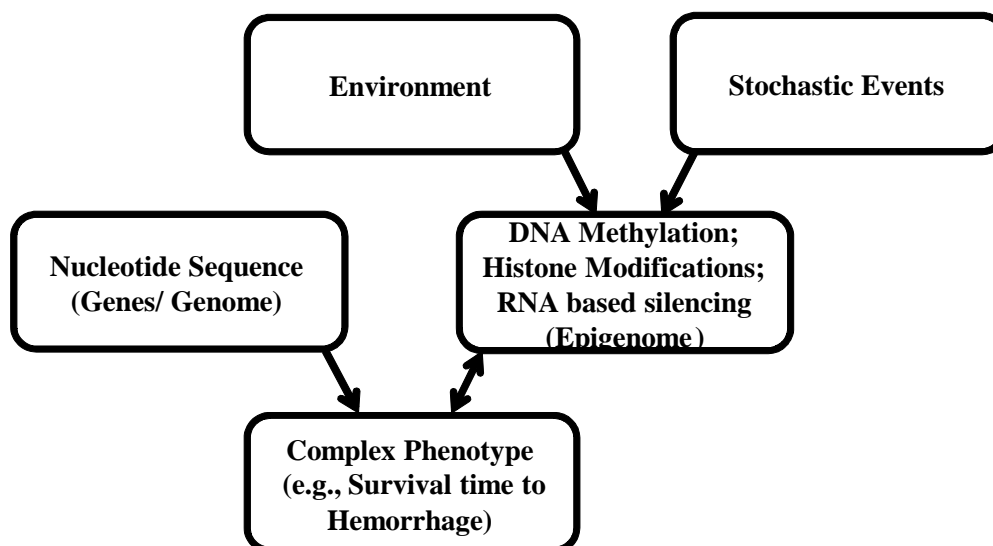 Environment
Stochastic Events
Nucleotide Sequence
(Genes/ Genome)
DNA Methylation;
Histone Modifications;
RNA based silencing
(Epigenome)
Complex Phenotype
(e.g., Survival time to
Hemorrhage)